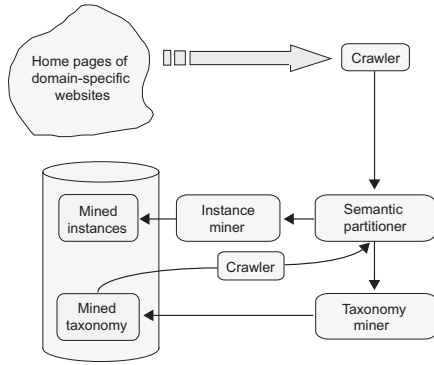 Home pages of
domain-specific
websites
Crawler
Mined
instances
Instance
miner
Semantic
partitioner
Crawler
Mined
taxonomy
Taxonomy
miner